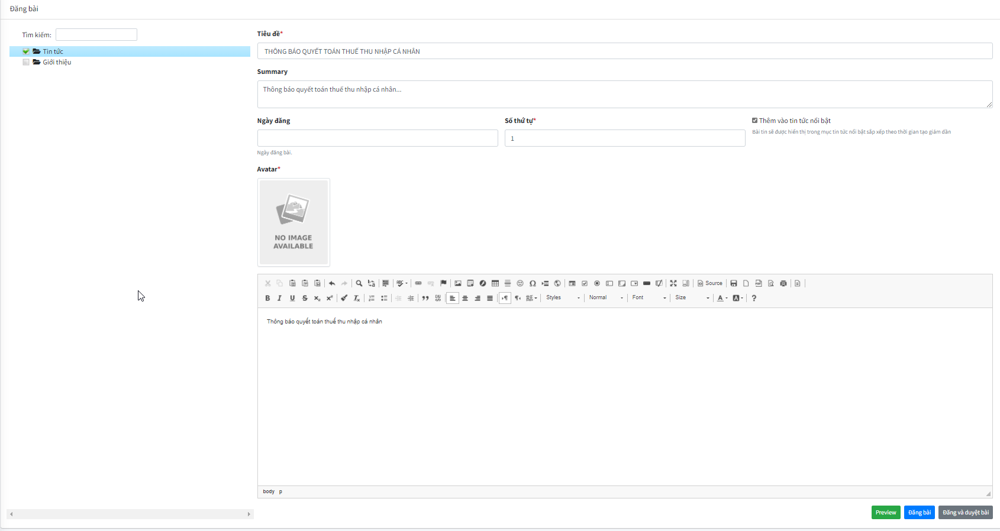 Đăng bài
Tìm kiếm:
Tin tức
Giới thiệu
Tiêu đề*
THÔNG BÁO QUYẾT TOÁN THUẾ THU NHẬP CÁ NHÂN
Summary
Thông báo quyết toán thuế thu nhập cá nhân...
Ngày đăng
Ngày đăng bài.
Số thứ tự*
1
Thêm vào tin tức nổi bật
Bài tin sẽ được hiển thị trong mục tin tức nổi bật sắp xếp theo thời gian tạo giảm dần
Avatar*
NO IMAGE
AVAILABLE
Source
Styles Normal Font Size
Thông báo quyết toán thuế thu nhập cá nhân
body p
Preview Đăng bài Đăng và duyệt bài